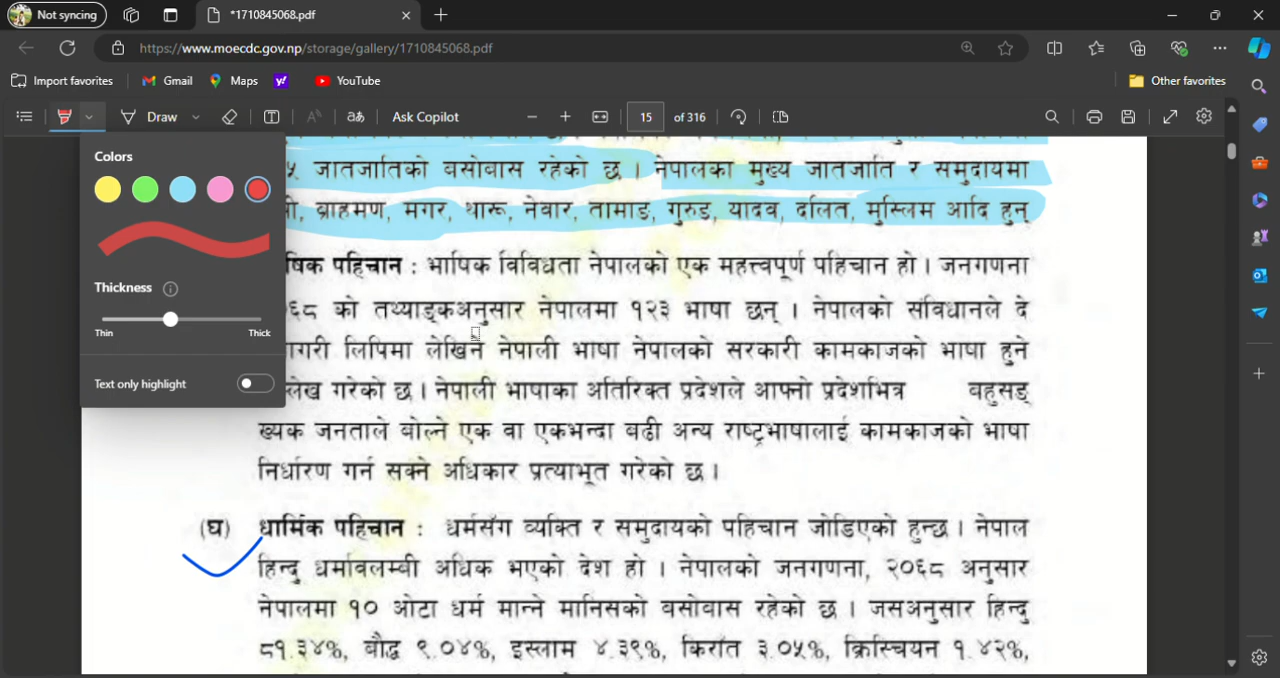 Not syncing
*1710845068.pdf
https://www.moecdc.gov.np/storage/gallery/1710845068.pdf
Import favorites
Gmail
Maps
YouTube
Other favorites
Draw
Ask Copilot
15 of 316
Colors
Thickness
Thin
Thick
Text only highlight
५ जातजातिको बसोबास रहेको छ । नेपालका मुख्य जातजाति र समुदायमा
ब्राहमण, मगर, थारू, नेवार, तामाङ, गुरुङ, यादव, दलित, मुस्लिम आदि हुन्
षिक पहिचान : भाषिक विविधता नेपालको एक महत्त्वपूर्ण पहिचान हो । जनगणना
६८ को तथ्याङ्कअनुसार नेपालमा १२३ भाषा छन् । नेपालको संविधानले दे
ागरी लिपिमा लेखिने नेपाली भाषा नेपालको सरकारी कामकाजको भाषा हुने
लेख गरेको छ । नेपाली भाषाका अतिरिक्त प्रदेशले आफ्नो प्रदेशभित्र बहुसङ्
ख्यक जनताले बोल्ने एक वा एकभन्दा बढी अन्य राष्ट्रभाषालाई कामकाजको भाषा
निर्धारण गर्न सक्ने अधिकार प्रत्याभूत गरेको छ ।
(घ) धार्मिक पहिचान : धर्मसँग व्यक्ति र समुदायको पहिचान जोडिएको हुन्छ । नेपाल
हिन्दु धर्मावलम्बी अधिक भएको देश हो । नेपालको जनगणना, २०६८ अनुसार
नेपालमा १० ओटा धर्म मान्ने मानिसको बसोबास रहेको छ । जसअनुसार हिन्दु
८१.३४%, बौद्ध ९.०४%, इस्लाम ४.३९%, किराँत ३.०५%, क्रिस्चियन १.४२%,